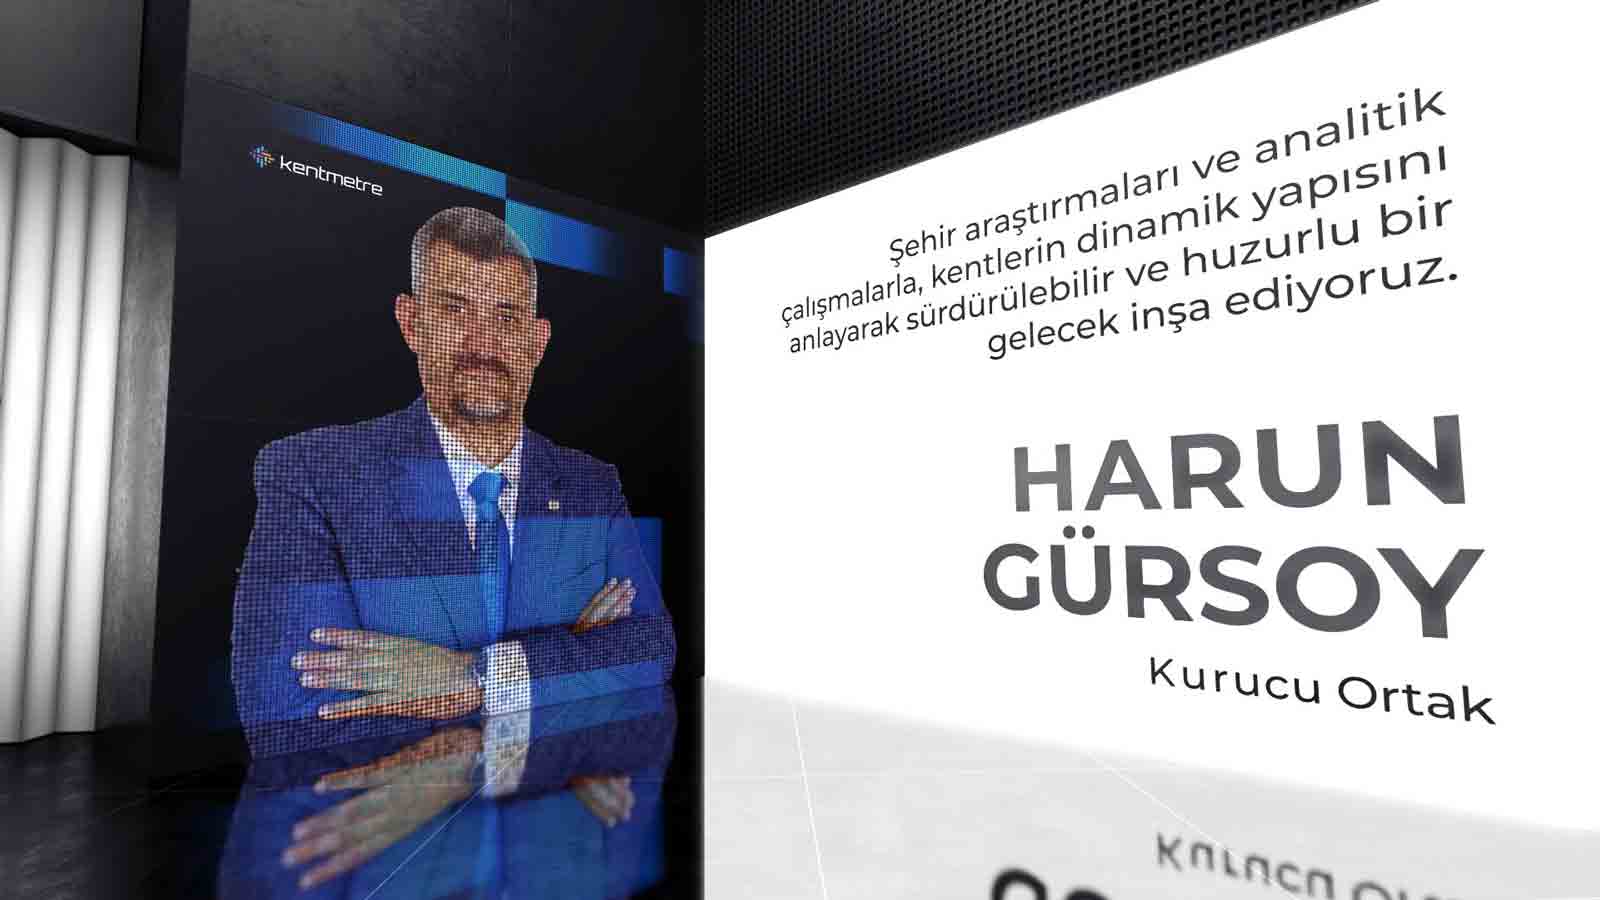 kentmetre
Şehir araştırmaları ve analitik
çalışmalarla, kentlerin dinamik yapısını
anlayarak sürdürülebilir ve huzurlu bir
gelecek inşa ediyoruz.
HARUN
GÜRSOY
Kurucu Ortak